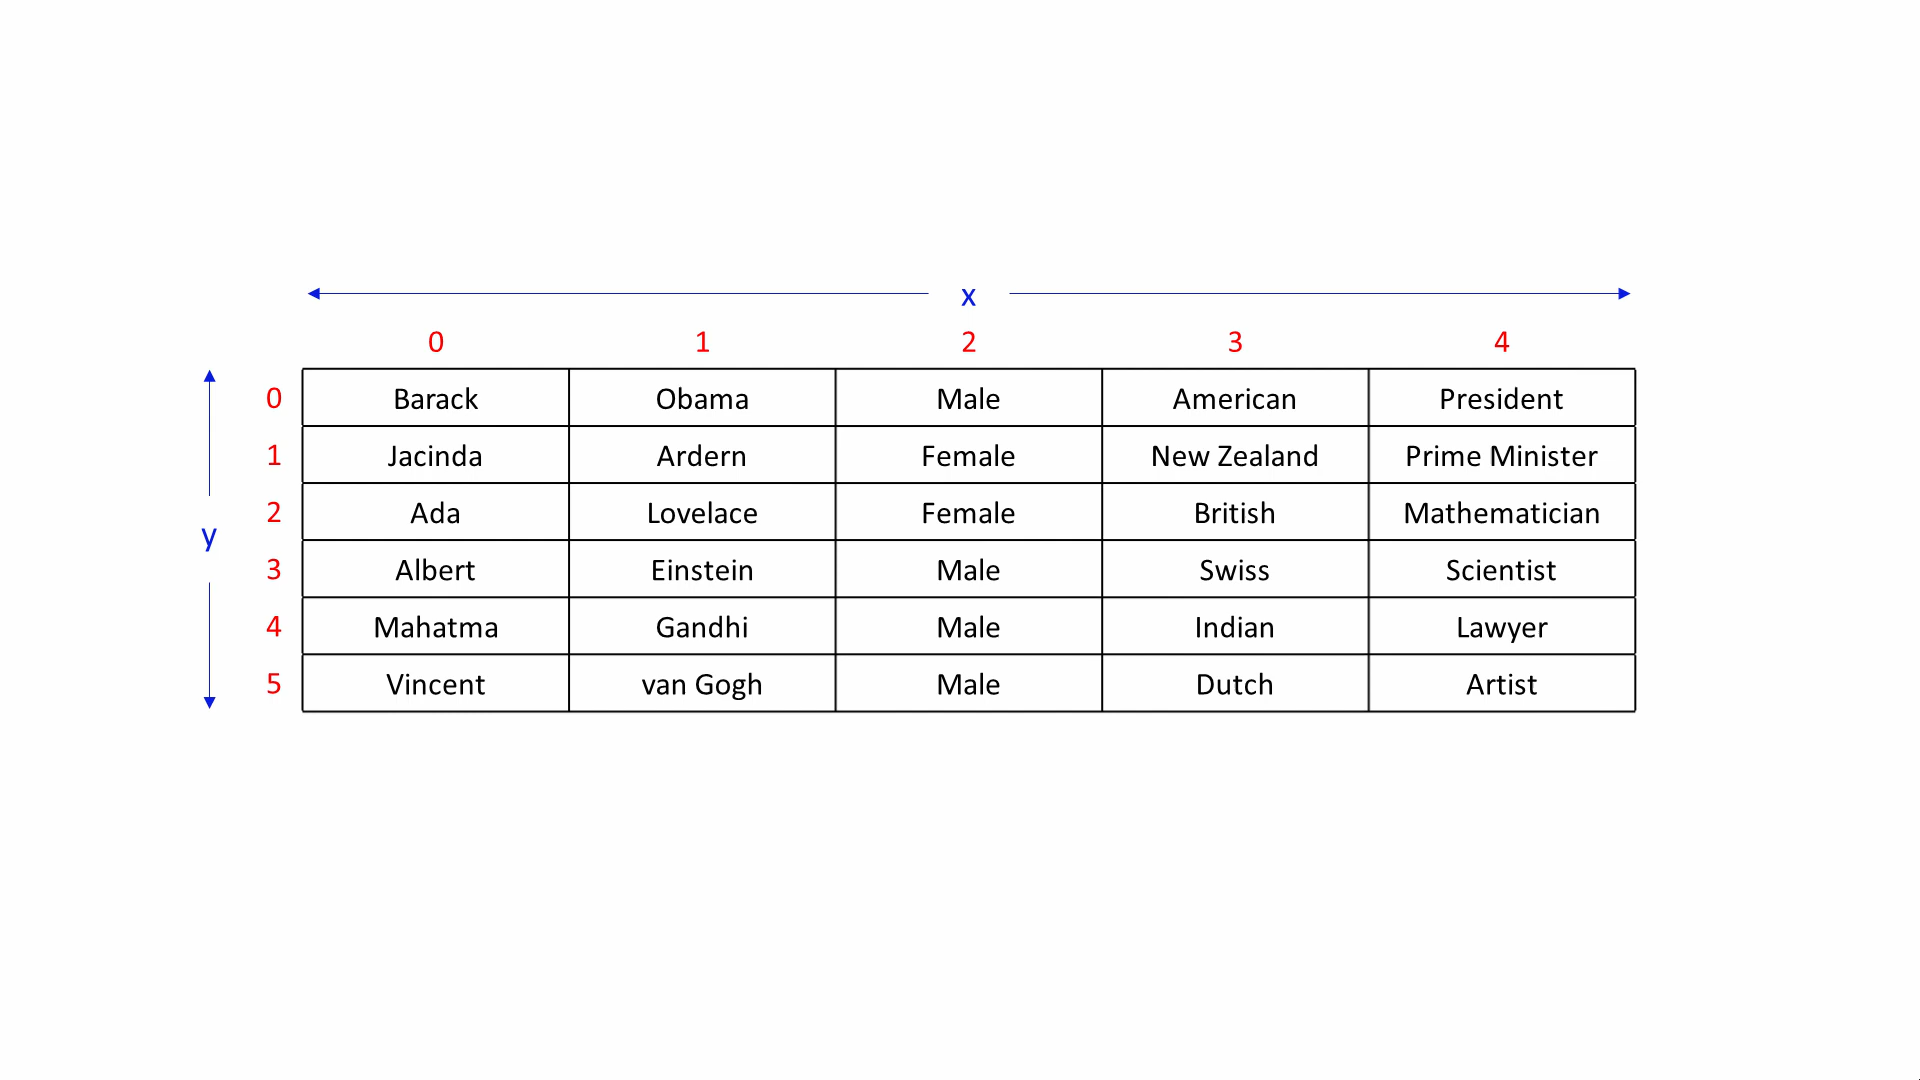 x
0 1 2 3 4
0 Barack Obama Male American President
1 Jacinda Ardern Female New Zealand Prime Minister
2 Ada Lovelace Female British Mathematician
y
3 Albert Einstein Male Swiss Scientist
4 Mahatma Gandhi Male Indian Lawyer
5 Vincent van Gogh Male Dutch Artist